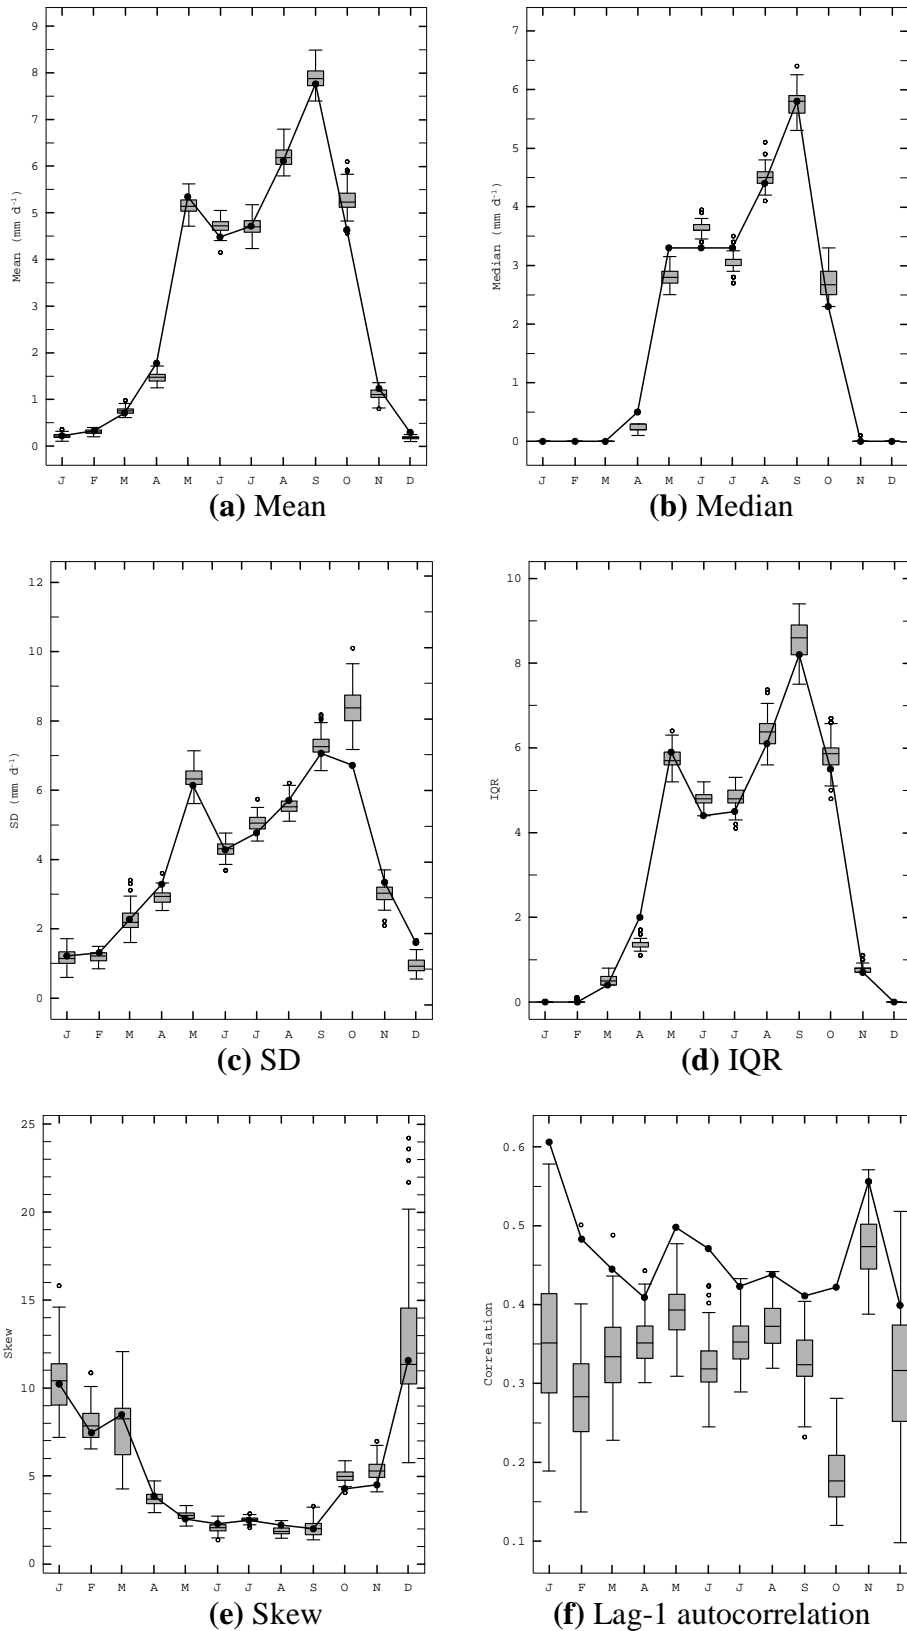 9
8
7
6
5
4
3
2
1
0
Mean (mm d⁻¹)
J F M A M J J A S O N D
(a) Mean
7
6
5
4
3
2
1
0
Median (mm d⁻¹)
J F M A M J J A S O N D
(b) Median
12
10
8
6
4
2
0
SD (mm d⁻¹)
J F M A M J J A S O N D
(c) SD
10
8
6
4
2
0
IQR
J F M A M J J A S O N D
(d) IQR
25
20
15
10
5
0
Skew
J F M A M J J A S O N D
(e) Skew
0.6
0.5
0.4
0.3
0.2
0.1
Correlation
J F M A M J J A S O N D
(f) Lag-1 autocorrelation